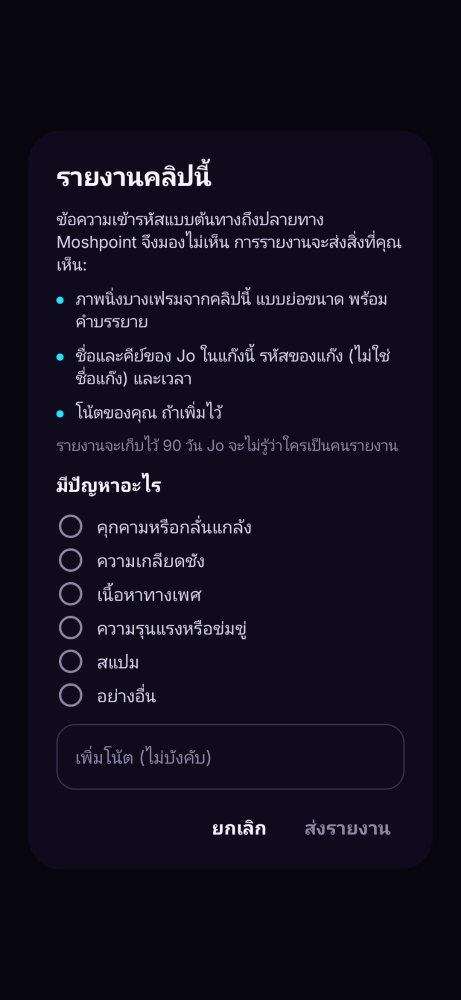 รายงานคลิปนี้
ข้อความเข้ารหัสแบบต้นทางถึงปลายทาง
Moshpoint จึงมองไม่เห็น การรายงานจะส่งสิ่งที่คุณ
เห็น:
ภาพนิ่งบางเฟรมจากคลิปนี้ แบบย่อขนาด พร้อม
คำบรรยาย
ชื่อและคีย์ของ Jo ในแก๊งนี้ รหัสของแก๊ง (ไม่ใช่
ชื่อแก๊ง) และเวลา
โน้ตของคุณ ถ้าเพิ่มไว้
รายงานจะเก็บไว้ 90 วัน Jo จะไม่รู้ว่าใครเป็นคนรายงาน
มีปัญหาอะไร
คุกคามหรือกลั่นแกล้ง
ความเกลียดชัง
เนื้อหาทางเพศ
ความรุนแรงหรือข่มขู่
สแปม
อย่างอื่น
เพิ่มโน้ต (ไม่บังคับ)
ยกเลิก ส่งรายงาน